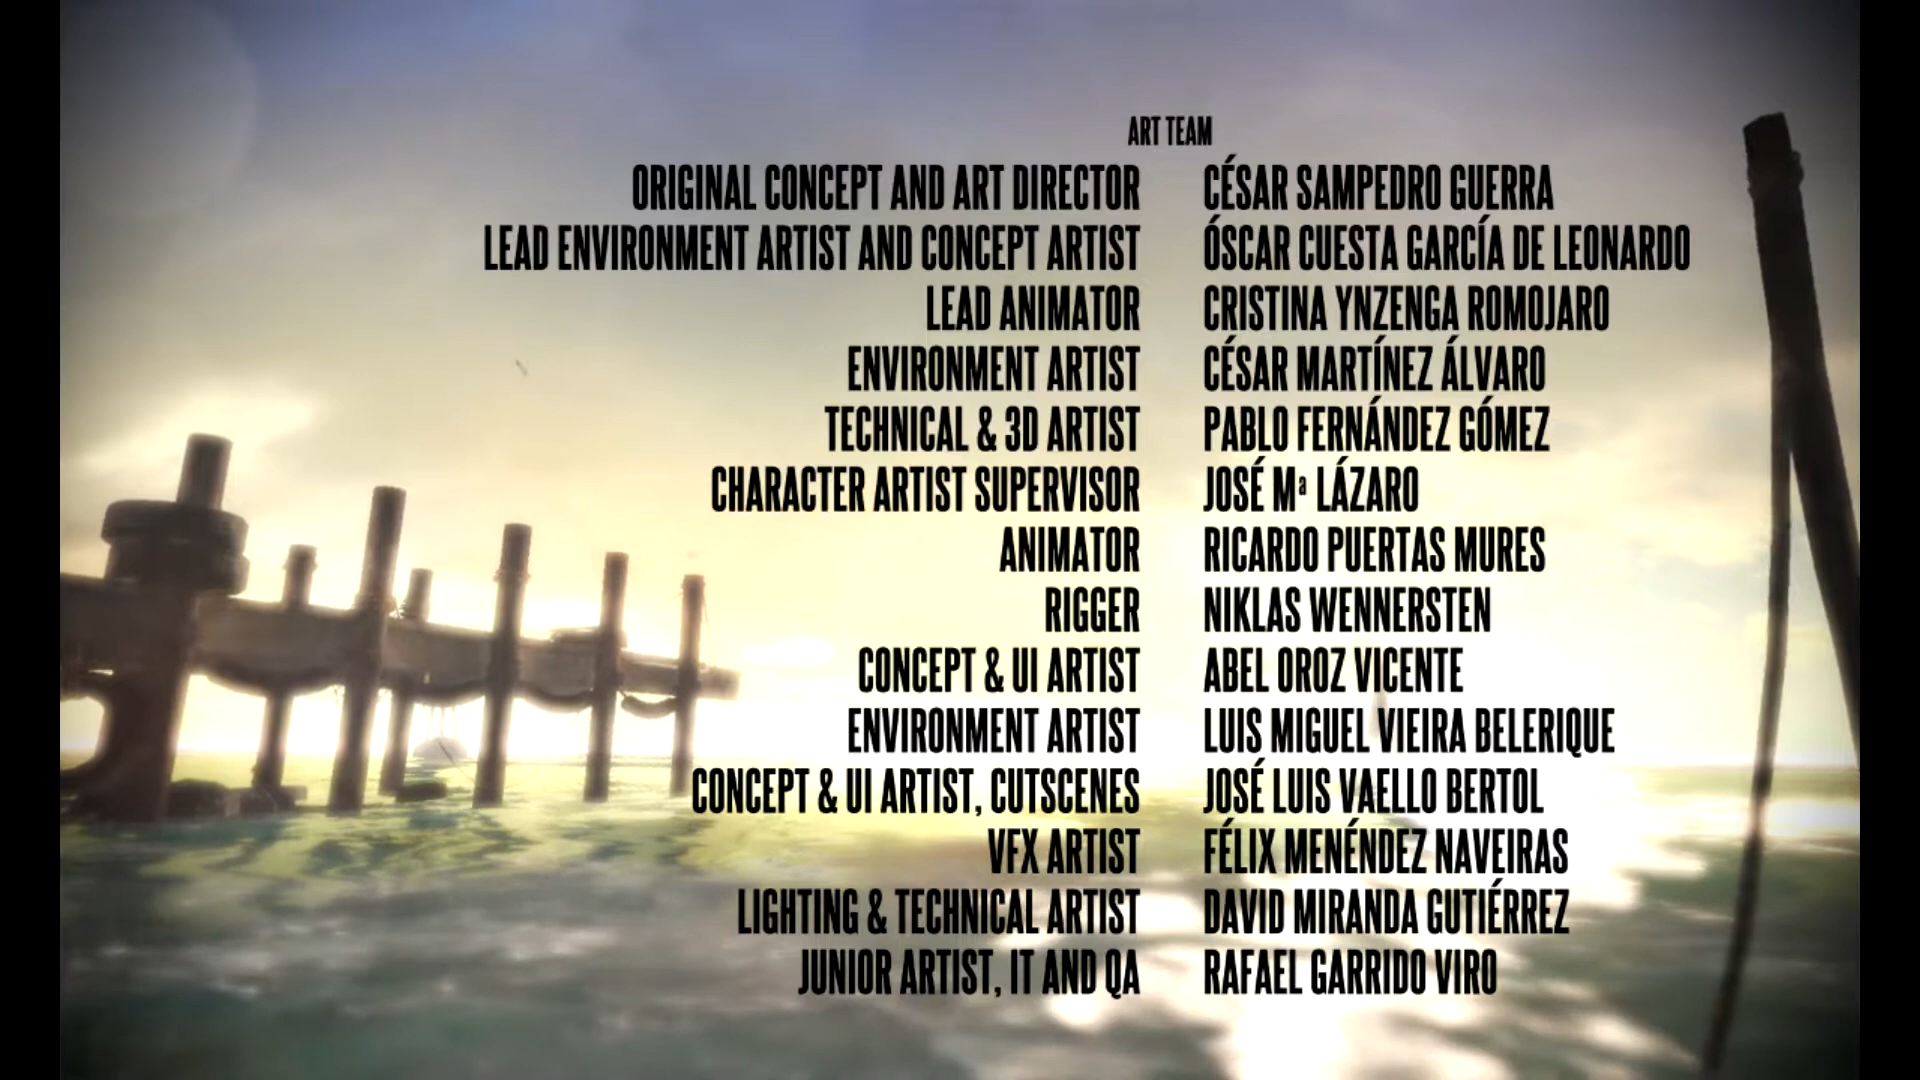 ART TEAM
ORIGINAL CONCEPT AND ART DIRECTOR CÉSAR SAMPEDRO GUERRA
LEAD ENVIRONMENT ARTIST AND CONCEPT ARTIST ÓSCAR CUESTA GARCÍA DE LEONARDO
LEAD ANIMATOR CRISTINA YNZENGA ROMOJARO
ENVIRONMENT ARTIST CÉSAR MARTÍNEZ ÁLVARO
TECHNICAL & 3D ARTIST PABLO FERNÁNDEZ GÓMEZ
CHARACTER ARTIST SUPERVISOR JOSÉ Mª LÁZARO
ANIMATOR RICARDO PUERTAS MURES
RIGGER NIKLAS WENNERSTEN
CONCEPT & UI ARTIST ABEL OROZ VICENTE
ENVIRONMENT ARTIST LUIS MIGUEL VIEIRA BELERIQUE
CONCEPT & UI ARTIST, CUTSCENES JOSÉ LUIS VAELLO BERTOL
VFX ARTIST FÉLIX MENÉNDEZ NAVEIRAS
LIGHTING & TECHNICAL ARTIST DAVID MIRANDA GUTIÉRREZ
JUNIOR ARTIST, IT AND QA RAFAEL GARRIDO VIRO